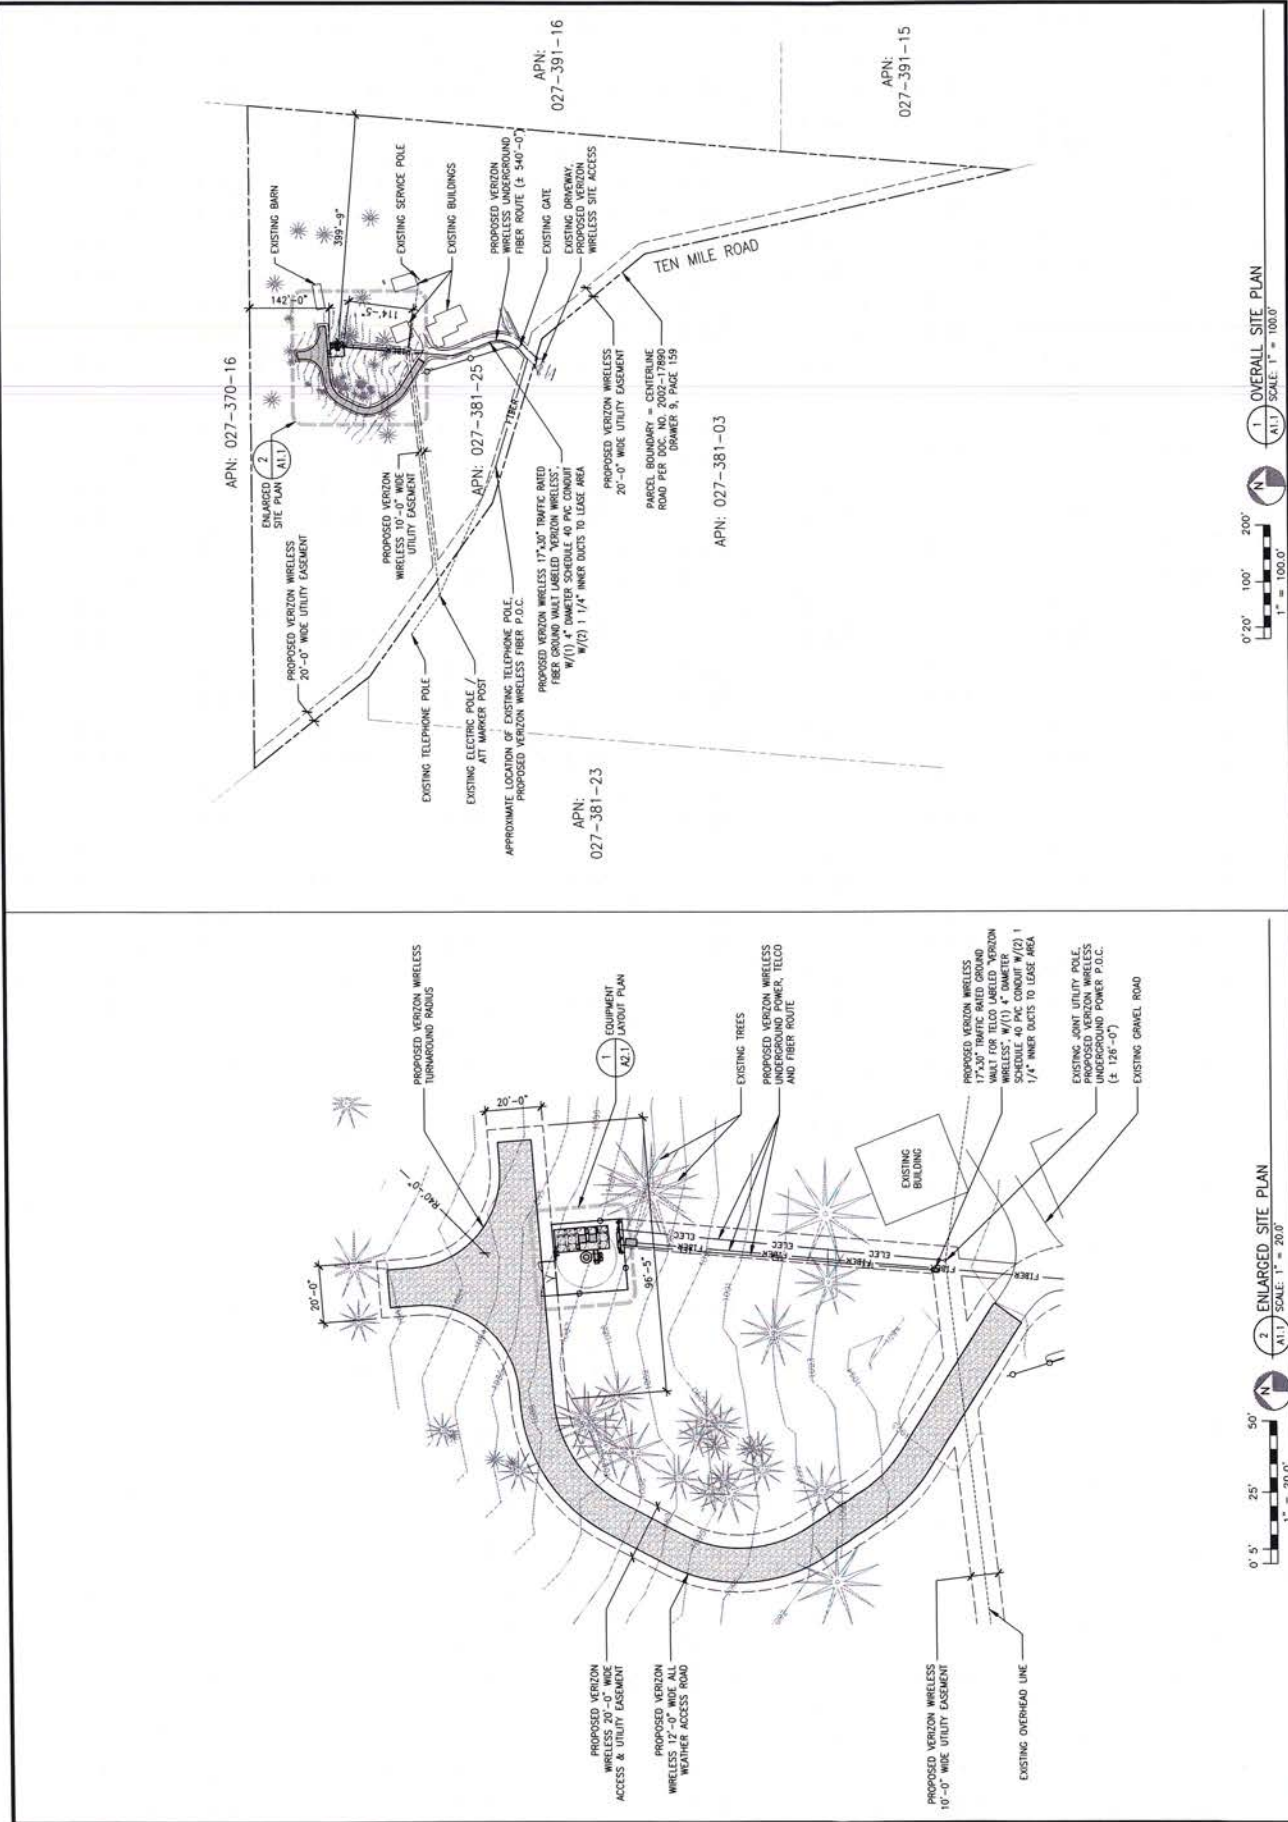 PROPOSED VERIZON
WIRELESS 20'-0" WIDE
ACCESS & UTILITY EASEMENT
PROPOSED VERIZON
WIRELESS 12'-0" WIDE ALL
WEATHER ACCESS ROAD
PROPOSED VERIZON WIRELESS
10'-0" WIDE UTILITY EASEMENT
EXISTING OVERHEAD LINE
20'-0"
R40'-0"
20'-0"
PROPOSED VERIZON WIRELESS
TURNAROUND RADIUS
1
A2.1
EQUIPMENT
LAYOUT PLAN
96'-5"
EXISTING TREES
PROPOSED VERIZON WIRELESS
UNDERGROUND POWER, TELCO
AND FIBER ROUTE
ELEC
ELEC
ELEC
FIBER
FIBER
FIBER
FIBER
FIBER
EXISTING
BUILDING
PROPOSED VERIZON WIRELESS
17"x30" TRAFFIC RATED GROUND
VAULT FOR TELCO LABELED "VERIZON
WIRELESS", W/(1) 4" DIAMETER
SCHEDULE 40 PVC CONDUIT W/(2) 1
1/4" INNER DUCTS TO LEASE AREA
EXISTING JOINT UTILITY POLE,
PROPOSED VERIZON WIRELESS
UNDERGROUND POWER P.O.C.
(± 126'-0")
EXISTING GRAVEL ROAD
0' 5' 25' 50'
1" = 20.0'
N
2
A1.1
ENLARGED SITE PLAN
SCALE: 1" = 20.0'
APN: 027-370-16
APN:
027-391-16
APN:
027-391-15
142'-0"
399'-9"
114'-5"
EXISTING BARN
EXISTING SERVICE POLE
EXISTING BUILDINGS
PROPOSED VERIZON
WIRELESS UNDERGROUND
FIBER ROUTE (± 540'-0")
EXISTING GATE
EXISTING DRIVEWAY,
PROPOSED VERIZON
WIRELESS SITE ACCESS
TEN MILE ROAD
ENLARGED
SITE PLAN
2
A1.1
PROPOSED VERIZON WIRELESS
20'-0" WIDE UTILITY EASEMENT
PROPOSED VERIZON
WIRELESS 10'-0" WIDE
UTILITY EASEMENT
APN: 027-381-25
FIBER
EXISTING TELEPHONE POLE
EXISTING ELECTRIC POLE /
ATT MARKER POST
APPROXIMATE LOCATION OF EXISTING TELEPHONE POLE,
PROPOSED VERIZON WIRELESS FIBER P.O.C.
PROPOSED VERIZON WIRELESS 17"x30" TRAFFIC RATED
FIBER GROUND VAULT LABELED "VERIZON WIRELESS",
W/(1) 4" DIAMETER SCHEDULE 40 PVC CONDUIT
W/(2) 1 1/4" INNER DUCTS TO LEASE AREA
PROPOSED VERIZON WIRELESS
20'-0" WIDE UTILITY EASEMENT
PARCEL BOUNDARY = CENTERLINE
ROAD PER DOC. NO. 2002-17890
DRAWER 9, PAGE 159
APN:
027-381-23
APN: 027-381-03
0' 20' 100' 200'
1" = 100.0'
N
1
A1.1
OVERALL SITE PLAN
SCALE: 1" = 100.0'